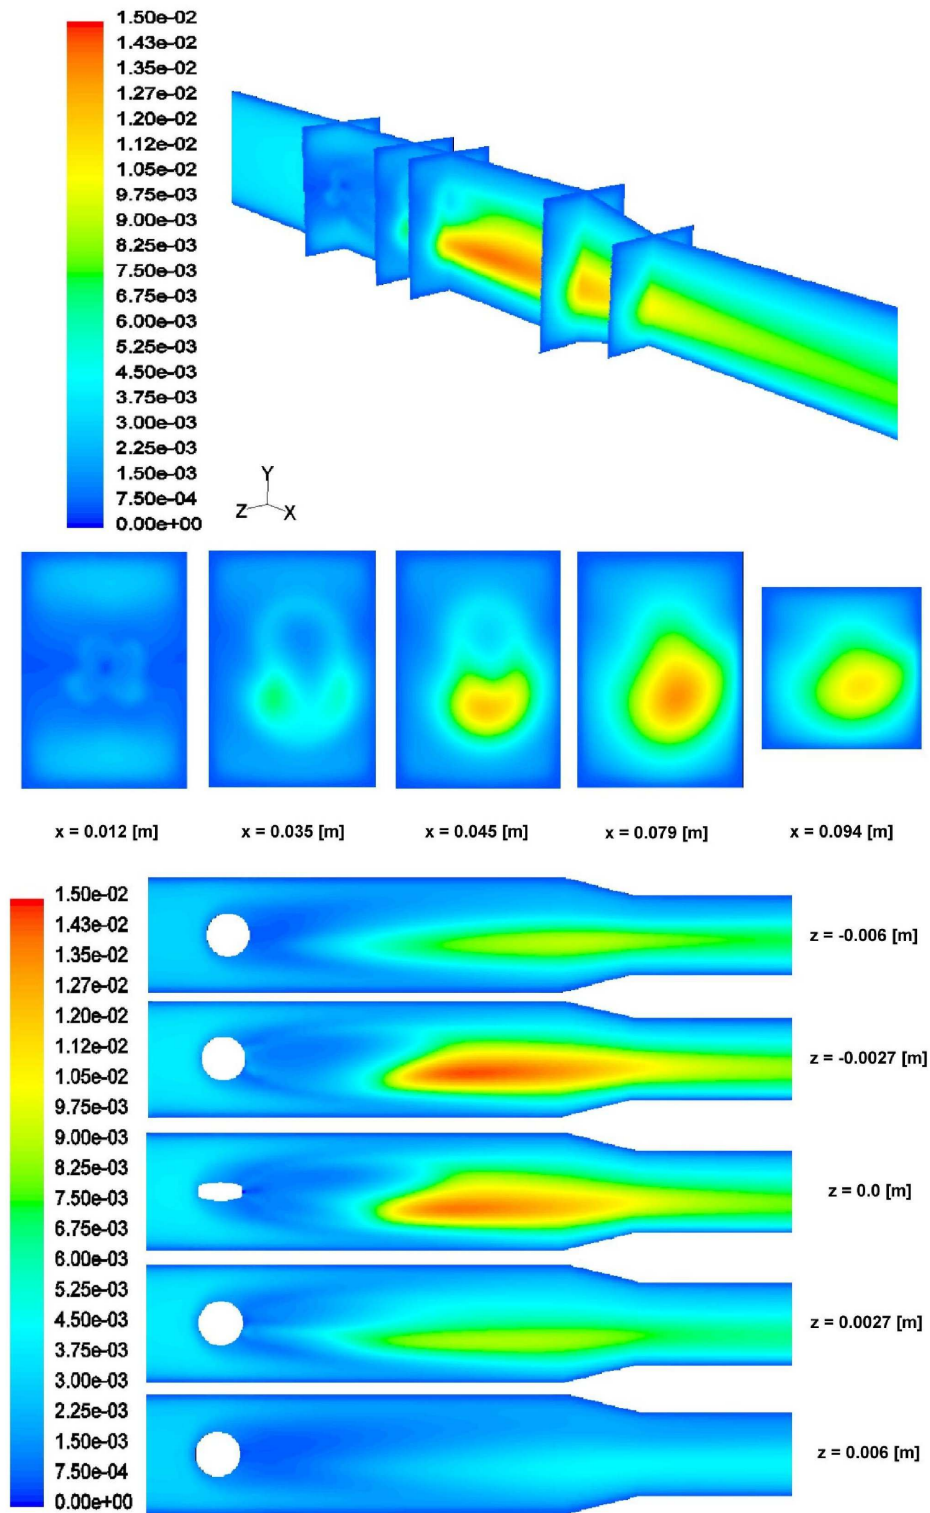 1.50e-02
1.43e-02
1.35e-02
1.27e-02
1.20e-02
1.12e-02
1.05e-02
9.75e-03
9.00e-03
8.25e-03
7.50e-03
6.75e-03
6.00e-03
5.25e-03
4.50e-03
3.75e-03
3.00e-03
2.25e-03
1.50e-03
7.50e-04
0.00e+00
Y
Z X
x = 0.012 [m] x = 0.035 [m] x = 0.045 [m] x = 0.079 [m] x = 0.094 [m]
1.50e-02
1.43e-02
1.35e-02
1.27e-02
1.20e-02
1.12e-02
1.05e-02
9.75e-03
9.00e-03
8.25e-03
7.50e-03
6.75e-03
6.00e-03
5.25e-03
4.50e-03
3.75e-03
3.00e-03
2.25e-03
1.50e-03
7.50e-04
0.00e+00
z = -0.006 [m]
z = -0.0027 [m]
z = 0.0 [m]
z = 0.0027 [m]
z = 0.006 [m]